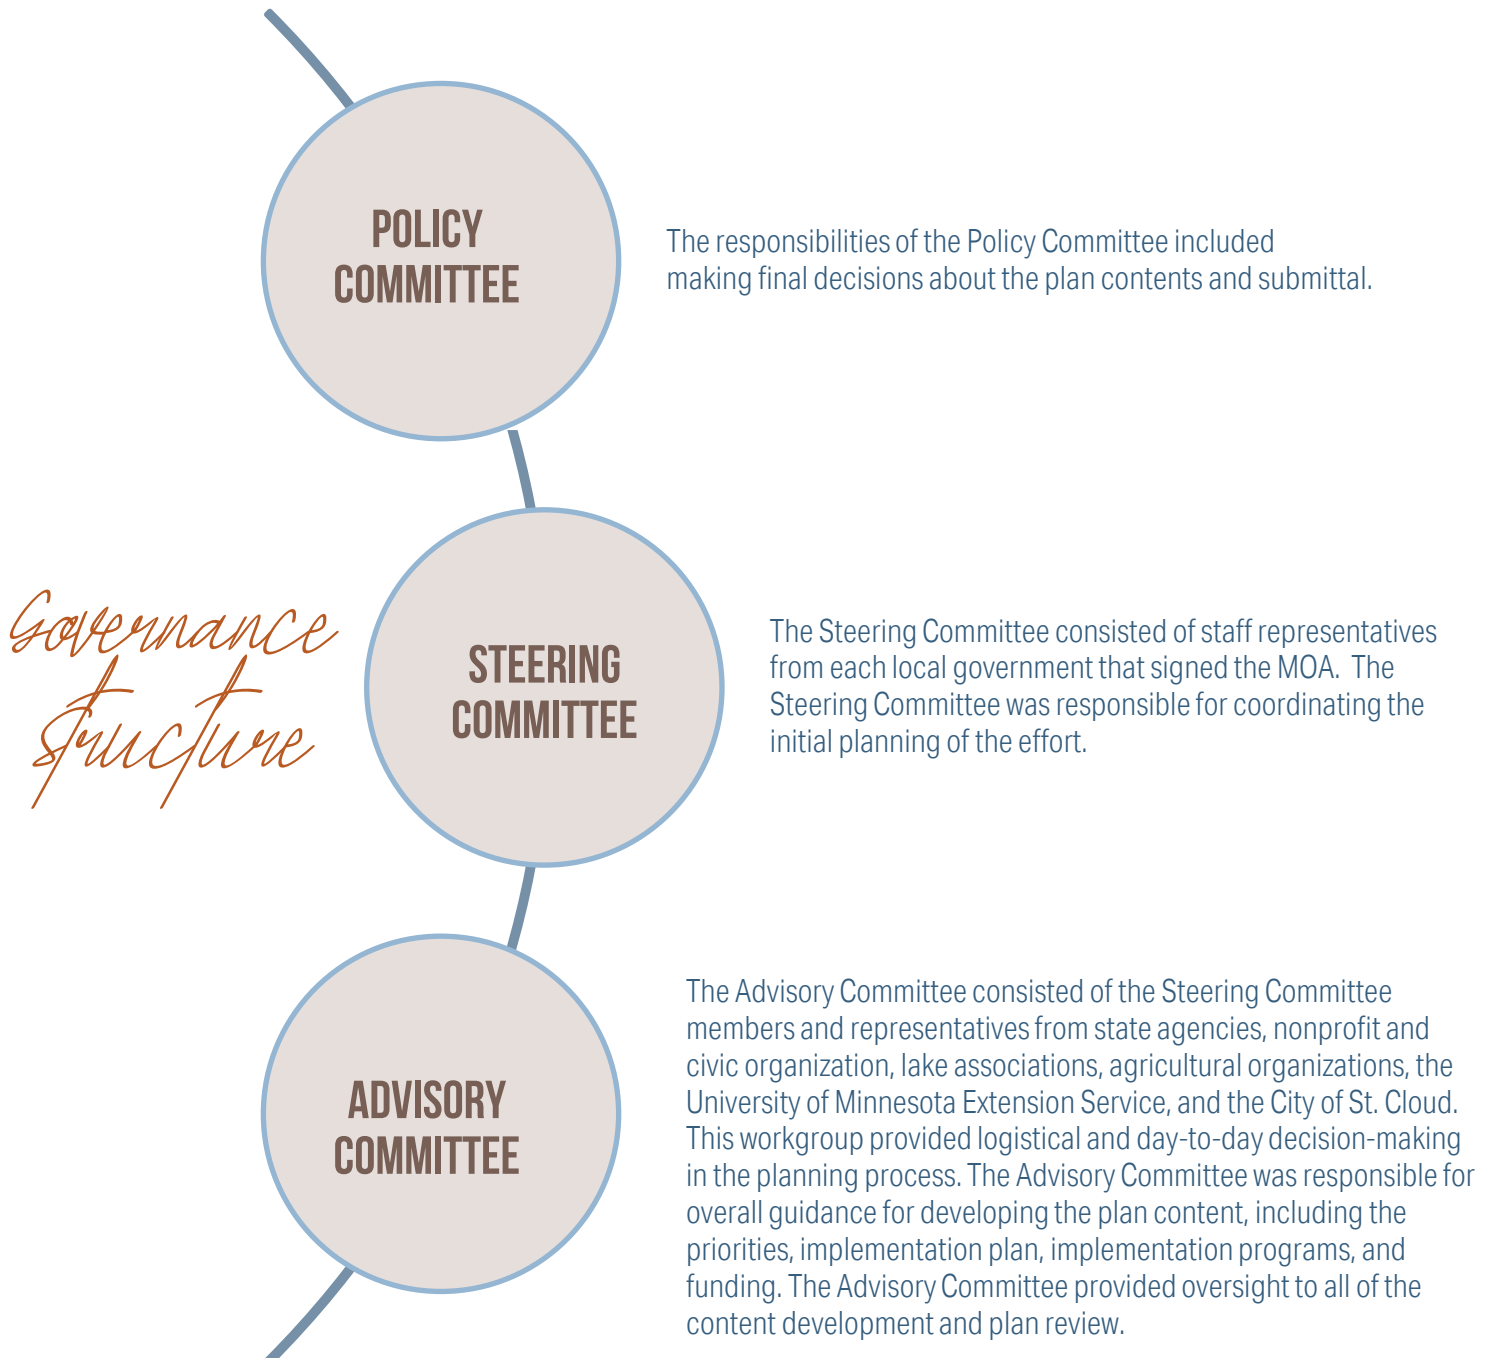 POLICY
COMMITTEE
The responsibilities of the Policy Committee included
making final decisions about the plan contents and submittal.
Governance
structure
STEERING
COMMITTEE
The Steering Committee consisted of staff representatives
from each local government that signed the MOA.  The
Steering Committee was responsible for coordinating the
initial planning of the effort.
ADVISORY
COMMITTEE
The Advisory Committee consisted of the Steering Committee
members and representatives from state agencies, nonprofit and
civic organization, lake associations, agricultural organizations, the
University of Minnesota Extension Service, and the City of St. Cloud.
This workgroup provided logistical and day-to-day decision-making
in the planning process. The Advisory Committee was responsible for
overall guidance for developing the plan content, including the
priorities, implementation plan, implementation programs, and
funding. The Advisory Committee provided oversight to all of the
content development and plan review.